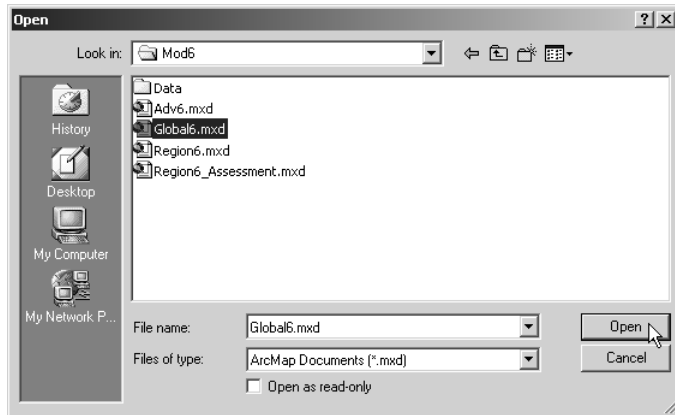 Open
Look in: Mod6
Data
Adv6.mxd
Global6.mxd
Region6.mxd
Region6_Assessment.mxd
History
Desktop
My Computer
My Network P...
File name: Global6.mxd Open
Files of type: ArcMap Documents (*.mxd) Cancel
Open as read-only